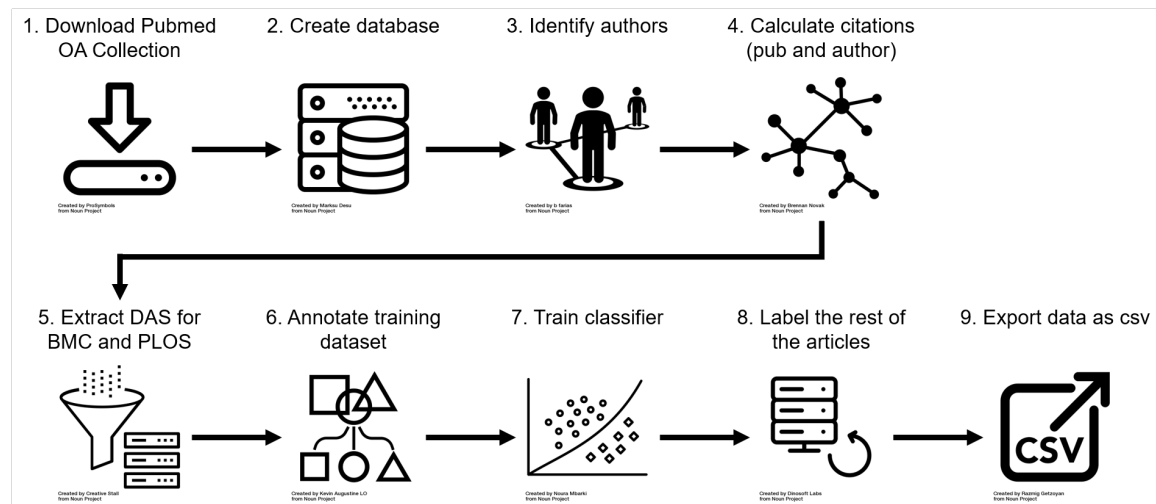 1. Download Pubmed
OA Collection
2. Create database
3. Identify authors
4. Calculate citations
(pub and author)
Created by ProSymbols
from Noun Project
Created by Marksu Desu
from Noun Project
Created by b farias
from Noun Project
Created by Brennan Novak
from Noun Project
5. Extract DAS for
BMC and PLOS
6. Annotate training
dataset
7. Train classifier
8. Label the rest of
the articles
9. Export data as csv
CSV
Created by Creative Stall
from Noun Project
Created by Kevin Augustine LO
from Noun Project
Created by Noura Mbarki
from Noun Project
Created by Dinosoft Labs
from Noun Project
Created by Razmig Getzoyan
from Noun Project